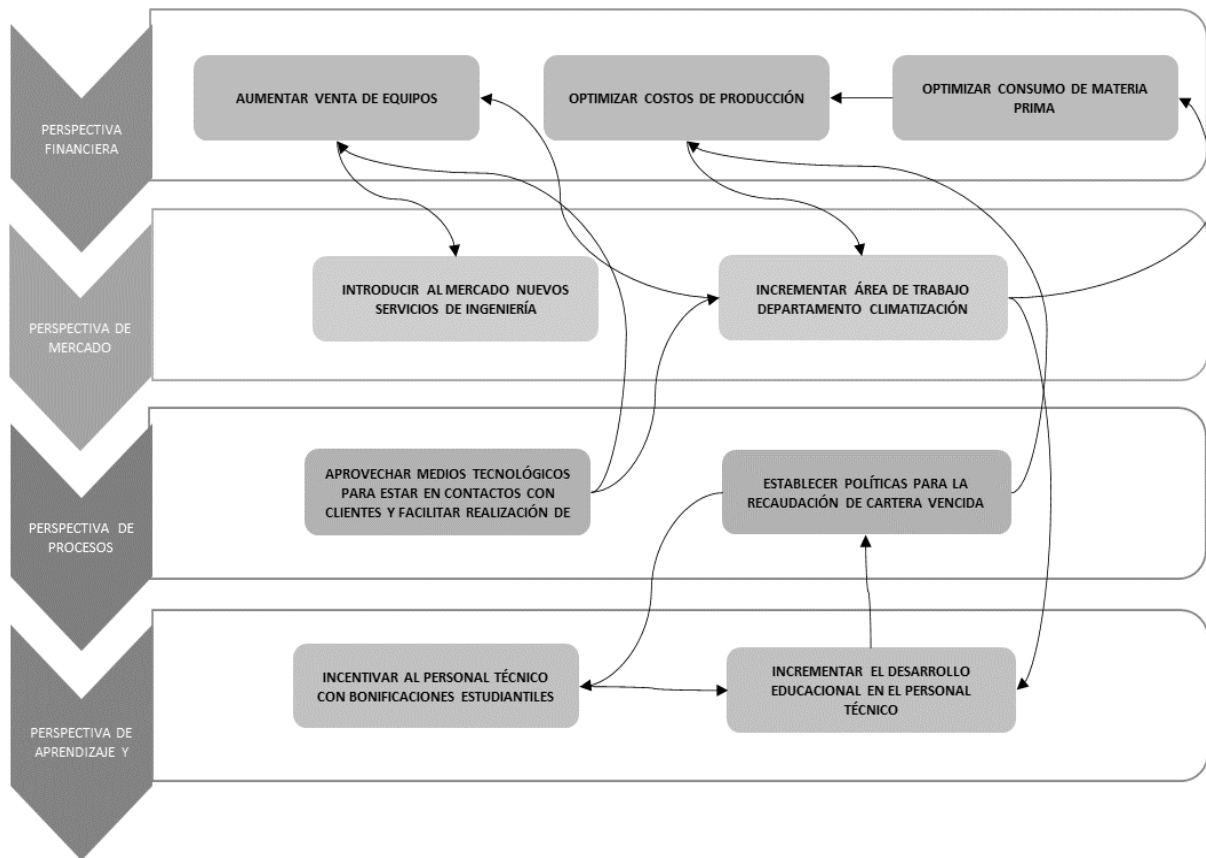 PERSPECTIVA
FINANCIERA
AUMENTAR VENTA DE EQUIPOS
OPTIMIZAR COSTOS DE PRODUCCIÓN
OPTIMIZAR CONSUMO DE MATERIA
PRIMA
PERSPECTIVA DE
MERCADO
INTRODUCIR AL MERCADO NUEVOS
SERVICIOS DE INGENIERÍA
INCREMENTAR ÁREA DE TRABAJO
DEPARTAMENTO CLIMATIZACIÓN
PERSPECTIVA DE
PROCESOS
APROVECHAR MEDIOS TECNOLÓGICOS
PARA ESTAR EN CONTACTOS CON
CLIENTES Y FACILITAR REALIZACIÓN DE
ESTABLECER POLÍTICAS PARA LA
RECAUDACIÓN DE CARTERA VENCIDA
PERSPECTIVA DE
APRENDIZAJE Y
INCENTIVAR AL PERSONAL TÉCNICO
CON BONIFICACIONES ESTUDIANTILES
INCREMENTAR EL DESARROLLO
EDUCACIONAL EN EL PERSONAL
TÉCNICO